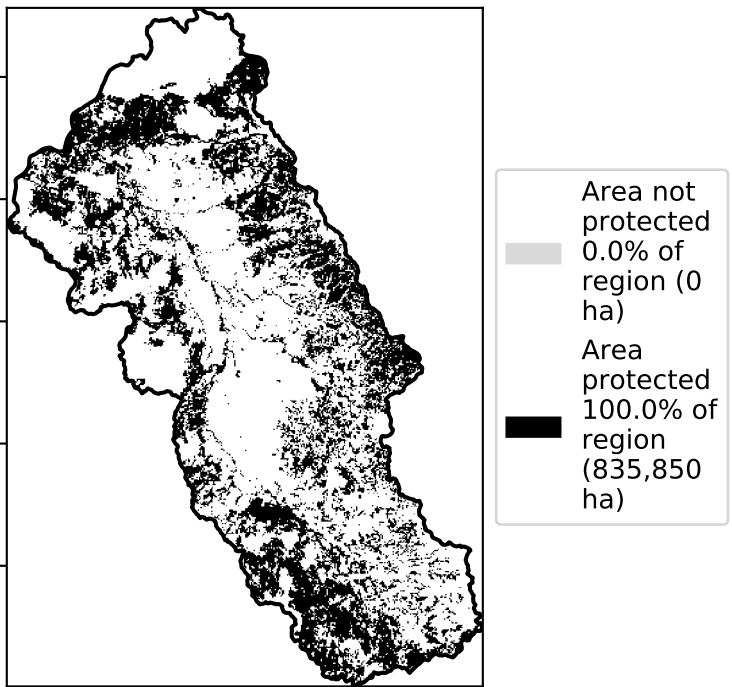 Area not
protected
0.0% of
region (0
ha)
Area
protected
100.0% of
region
(835,850
ha)